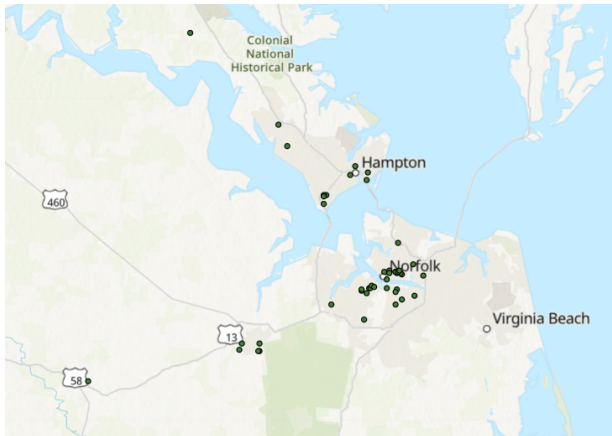 Colonial
National
Historical Park
Hampton
460
Norfolk
Virginia Beach
13
58